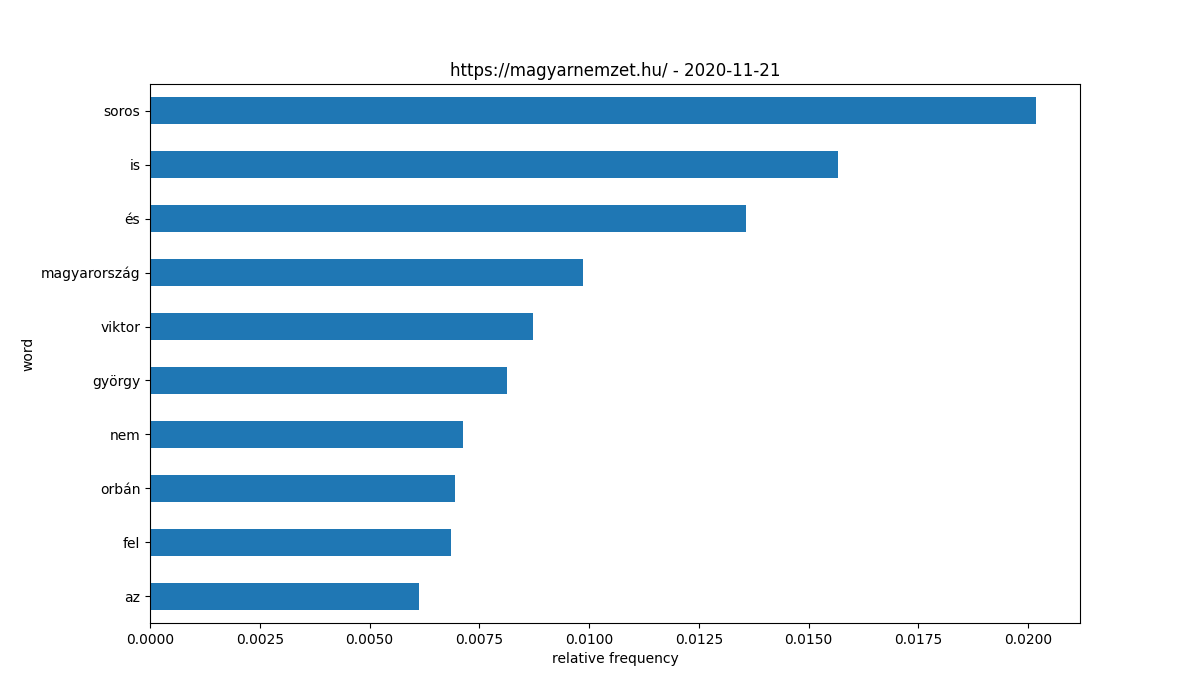 https://magyarnemzet.hu/ - 2020-11-21
soros
is
és
magyarország
viktor
györgy
nem
orbán
fel
az
word
0.0000 0.0025 0.0050 0.0075 0.0100 0.0125 0.0150 0.0175 0.0200
relative frequency